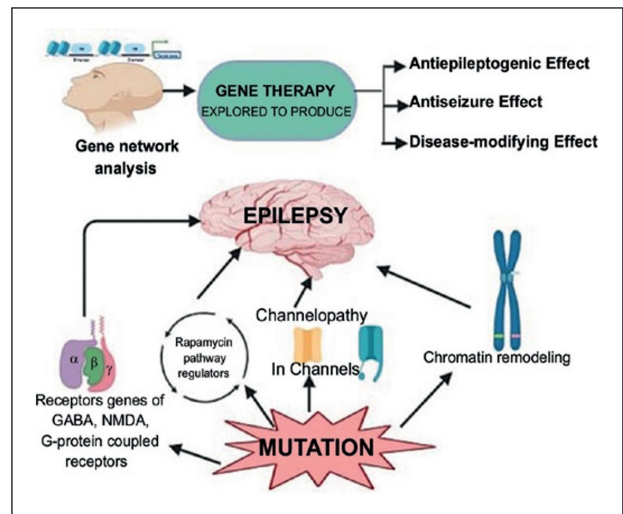 GENE THERAPY
EXPLORED TO PRODUCE
Antiepileptogenic Effect
Antiseizure Effect
Disease-modifying Effect
Gene network
analysis
EPILEPSY
Channelopathy
In Channels
Rapamycin
pathway
regulators
Chromatin remodeling
α
β
γ
Receptors genes of
GABA, NMDA,
G-protein coupled
receptors
MUTATION